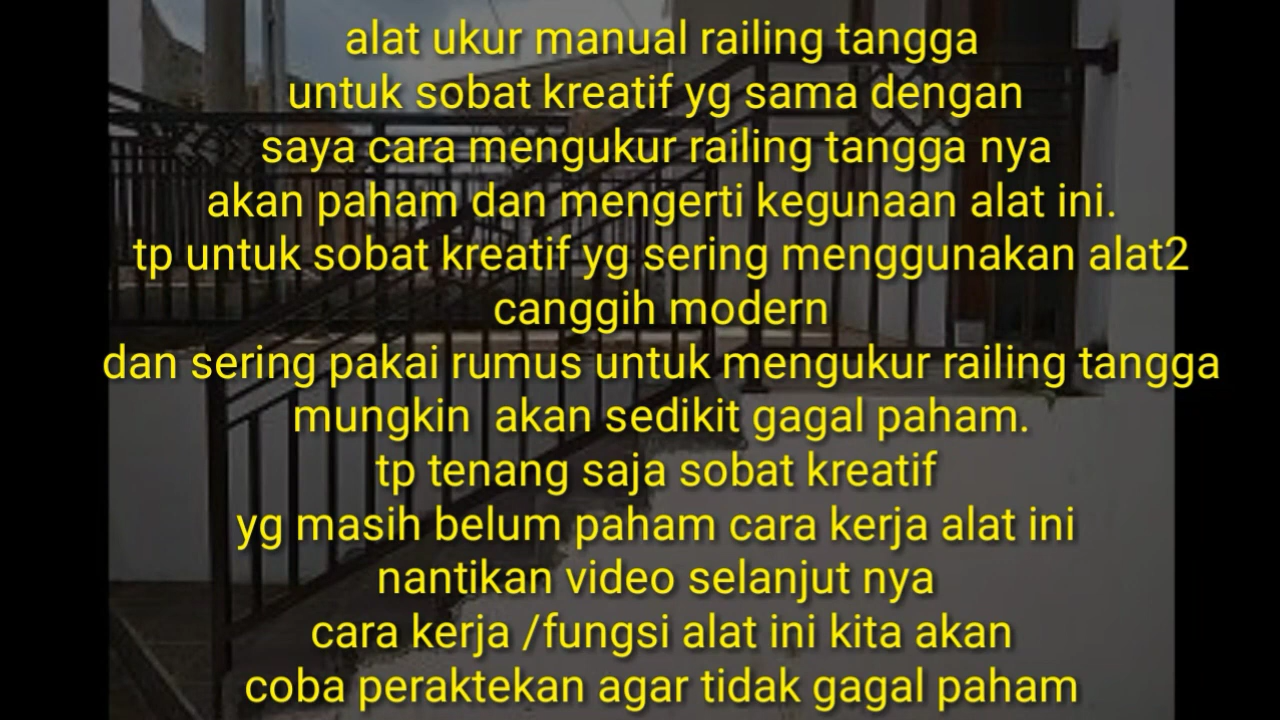 alat ukur manual railing tangga
untuk sobat kreatif yg sama dengan
saya cara mengukur railing tangga nya
akan paham dan mengerti kegunaan alat ini.
tp untuk sobat kreatif yg sering menggunakan alat2
canggih modern
dan sering pakai rumus untuk mengukur railing tangga
mungkin  akan sedikit gagal paham.
tp tenang saja sobat kreatif
yg masih belum paham cara kerja alat ini
nantikan video selanjut nya
cara kerja /fungsi alat ini kita akan
coba peraktekan agar tidak gagal paham